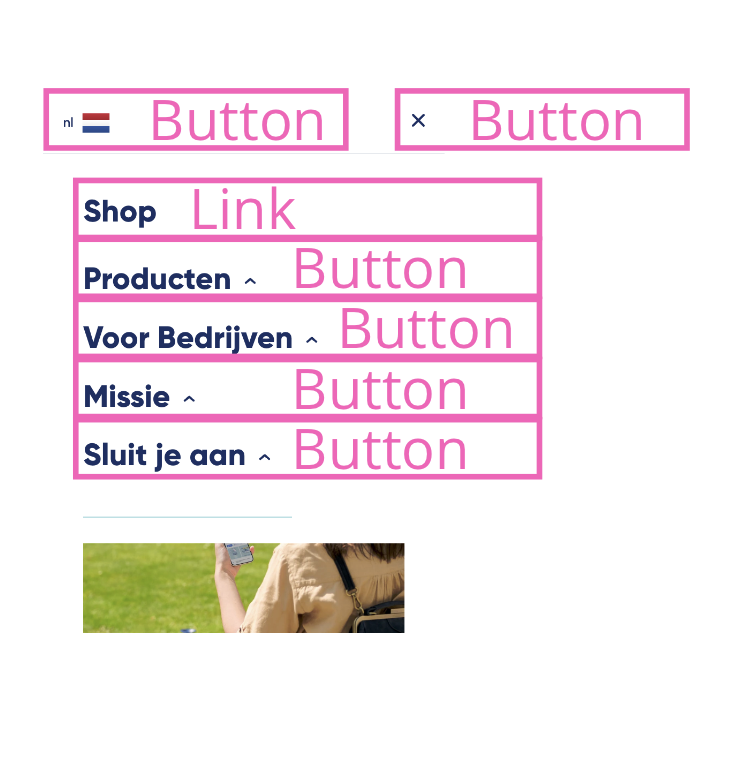 nl Button
× Button
Shop Link
Producten Button
Voor Bedrijven Button
Missie Button
Sluit je aan Button